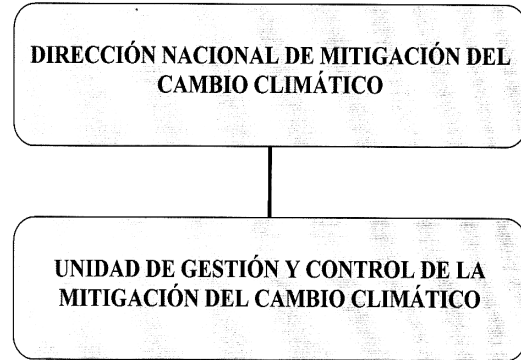 DIRECCIÓN NACIONAL DE MITIGACIÓN DEL
CAMBIO CLIMÁTICO
UNIDAD DE GESTIÓN Y CONTROL DE LA
MITIGACIÓN DEL CAMBIO CLIMÁTICO